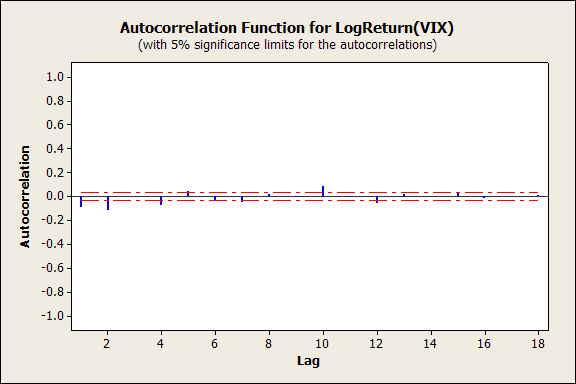 Autocorrelation Function for LogReturn(VIX)
(with 5% significance limits for the autocorrelations)
1.0
0.8
0.6
0.4
0.2
0.0
-0.2
-0.4
-0.6
-0.8
-1.0
Autocorrelation
2 4 6 8 10 12 14 16 18
Lag